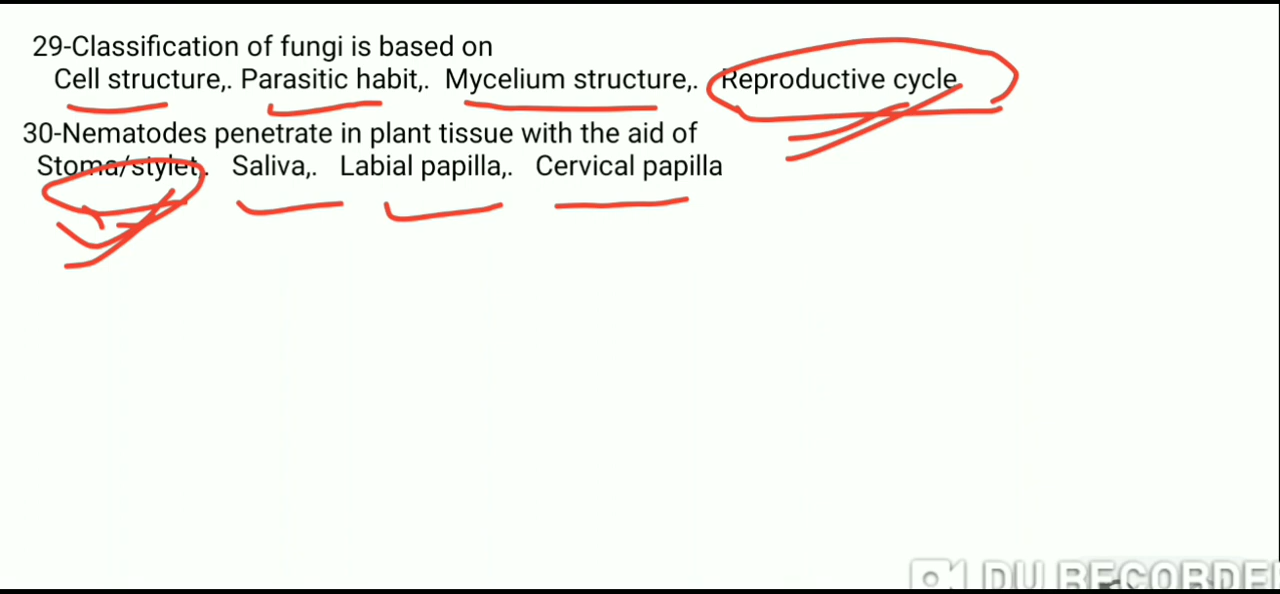 29-Classification of fungi is based on
Cell structure,. Parasitic habit,. Mycelium structure,. Reproductive cycle
30-Nematodes penetrate in plant tissue with the aid of
Stoma/stylet,. Saliva,. Labial papilla,. Cervical papilla
DU RECORDER